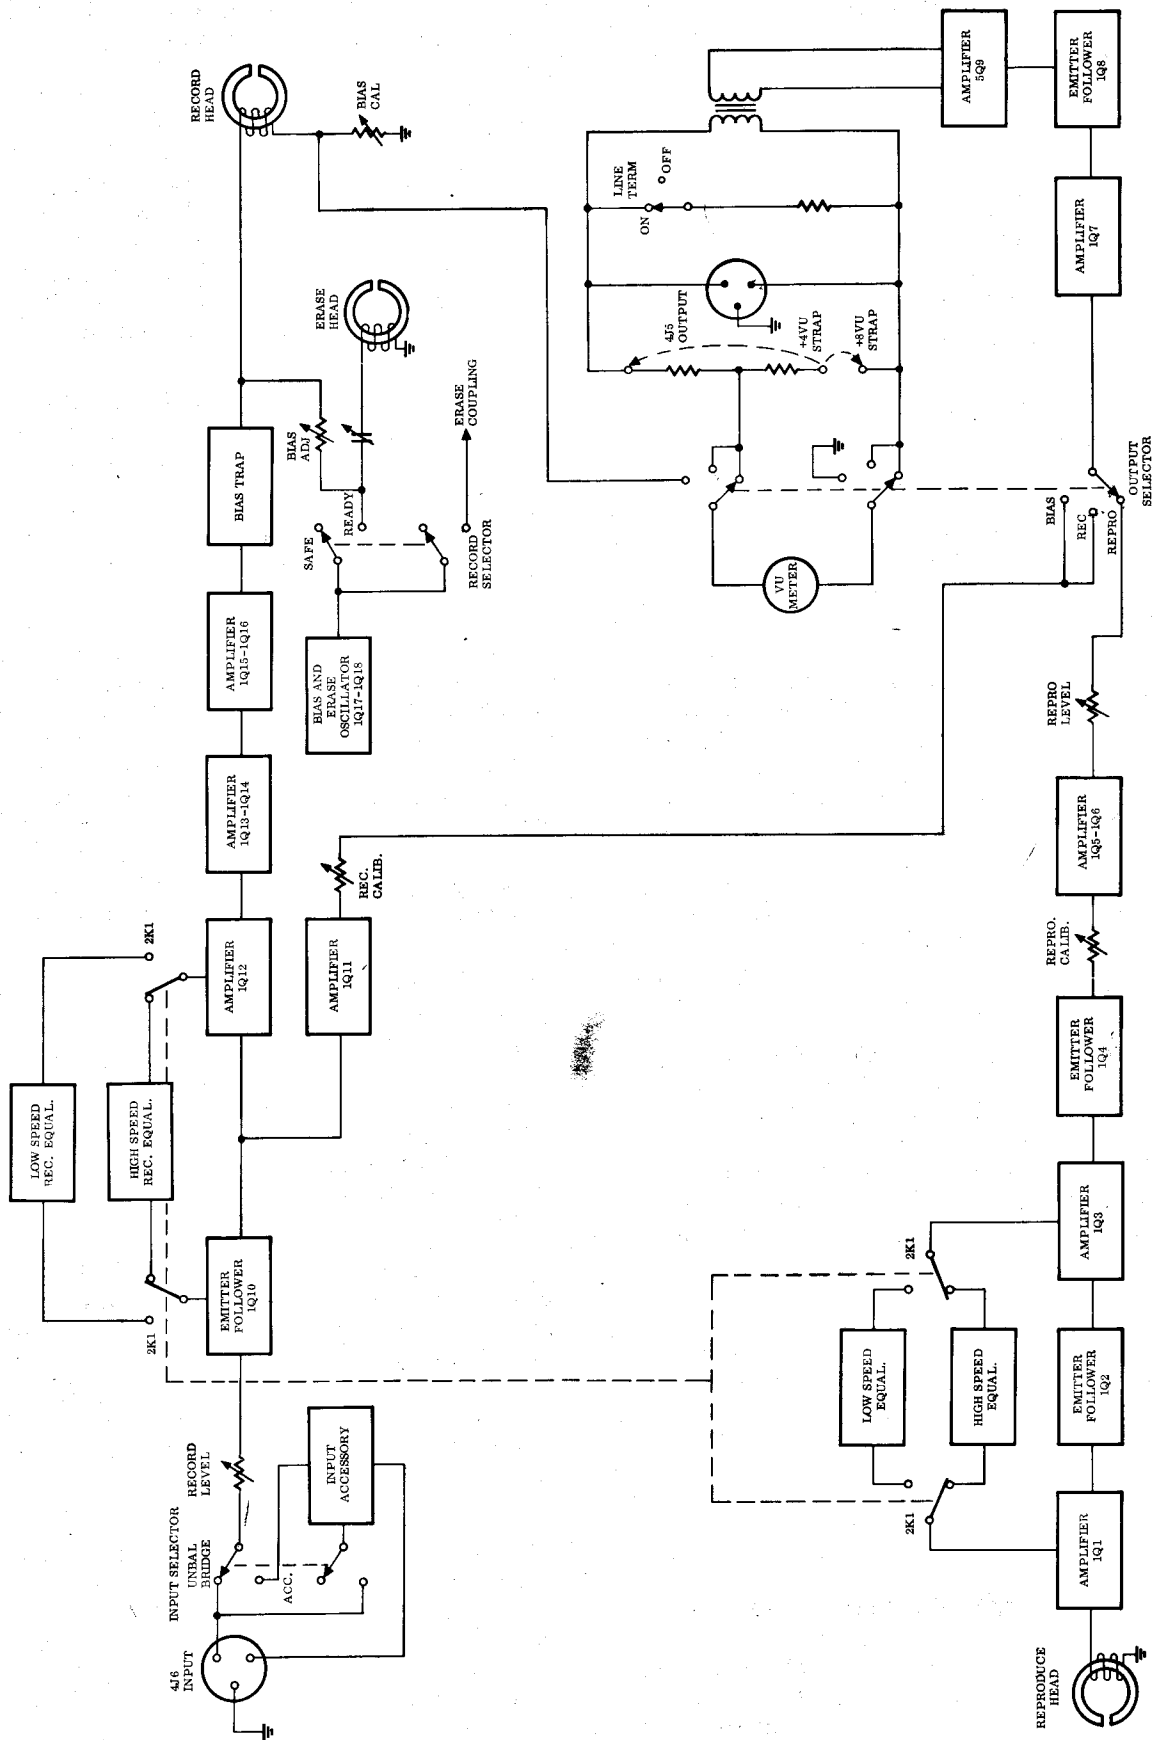 4J6
INPUT
INPUT SELECTOR
UNBAL
BRIDGE
ACC.
RECORD
LEVEL
INPUT
ACCESSORY
EMITTER
FOLLOWER
1Q10
2K1
LOW SPEED
REC. EQUAL.
HIGH SPEED
REC. EQUAL.
2K1
AMPLIFIER
1Q12
AMPLIFIER
1Q11
REC.
CALIB.
AMPLIFIER
1Q13-1Q14
AMPLIFIER
1Q15-1Q16
BIAS TRAP
BIAS AND
ERASE
OSCILLATOR
1Q17-1Q18
SAFE
READY
RECORD
SELECTOR
ERASE
COUPLING
BIAS
ADJ
ERASE
HEAD
RECORD
HEAD
BIAS
CAL
REPRODUCE
HEAD
AMPLIFIER
1Q1
2K1
LOW SPEED
EQUAL.
HIGH SPEED
EQUAL.
2K1
EMITTER
FOLLOWER
1Q2
AMPLIFIER
1Q3
EMITTER
FOLLOWER
1Q4
REPRO.
CALIB.
AMPLIFIER
1Q5-1Q6
REPRO
LEVEL
BIAS
REC
REPRO
OUTPUT
SELECTOR
VU
METER
4J5
OUTPUT
+4VU
STRAP
+8VU
STRAP
LINE
TERM
ON
OFF
AMPLIFIER
1Q7
EMITTER
FOLLOWER
1Q8
AMPLIFIER
5Q9